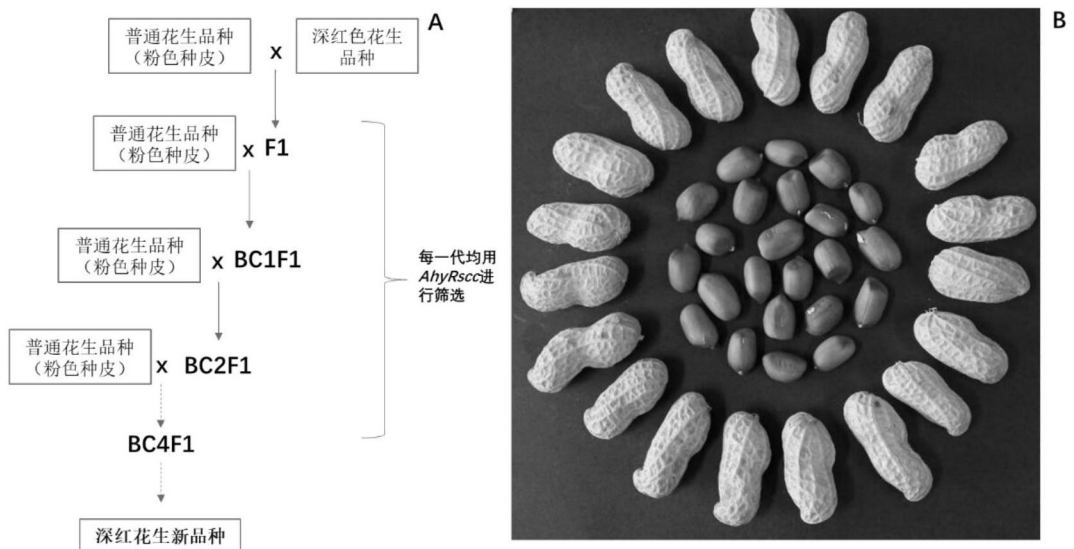 A
普通花生品种
（粉色种皮）
x
深红色花生
品种
普通花生品种
（粉色种皮）
x
F1
普通花生品种
（粉色种皮）
x
BC1F1
每一代均用
AhyRscc进
行筛选
普通花生品种
（粉色种皮）
x
BC2F1
BC4F1
深红花生新品种
B